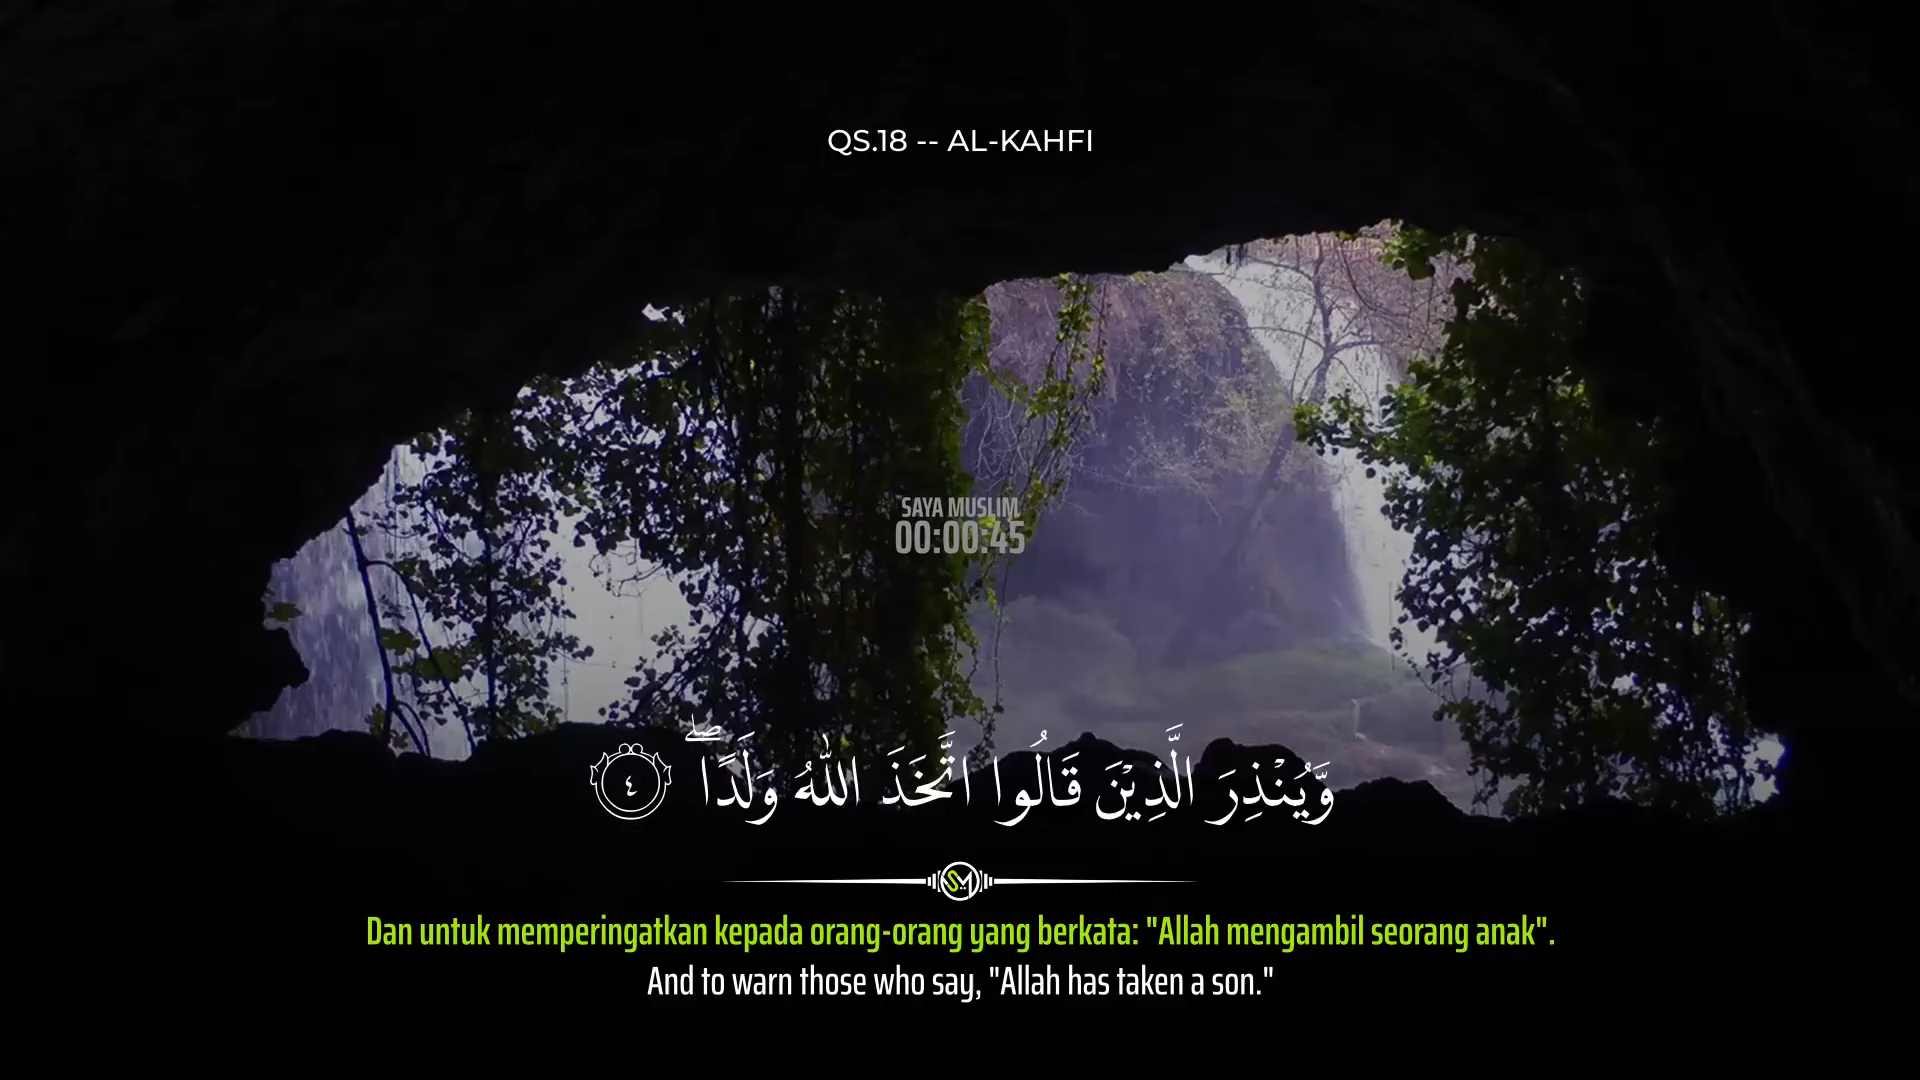 QS.18 -- AL-KAHFI
SAYA MUSLIM
00:00:45
وَّيُنْذِرَ الَّذِيْنَ قَالُوا اتَّخَذَ اللّٰهُ وَلَدًاۖ ٤
SM
Dan untuk memperingatkan kepada orang-orang yang berkata: "Allah mengambil seorang anak".
And to warn those who say, "Allah has taken a son."